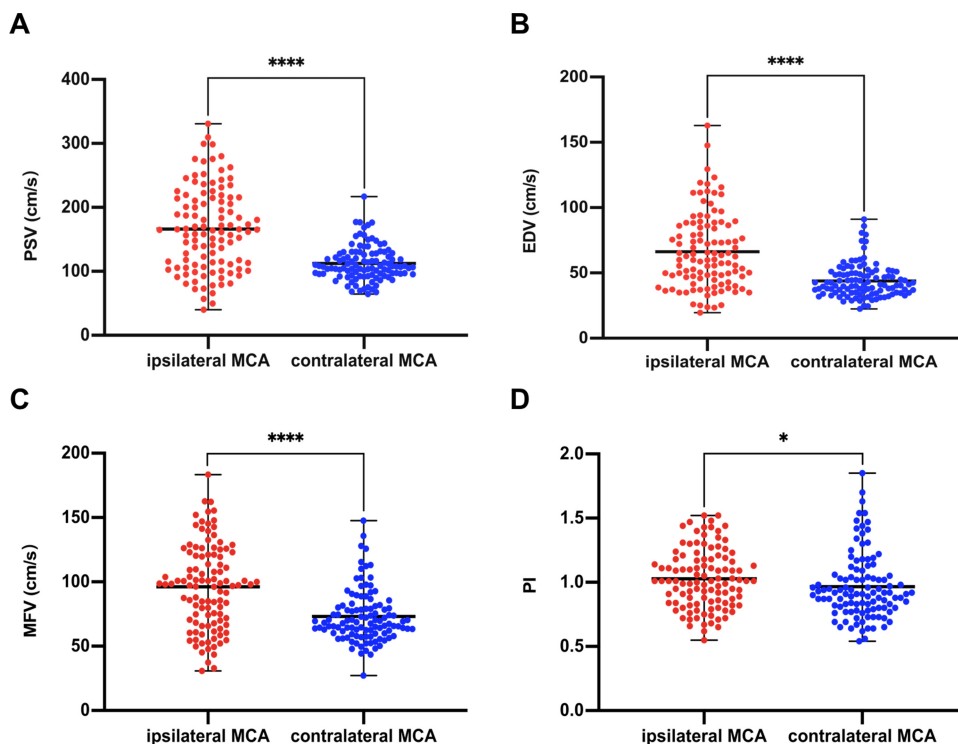 A
PSV (cm/s)
400
300
200
100
0
****
ipsilateral MCA contralateral MCA
B
EDV (cm/s)
200
150
100
50
0
****
ipsilateral MCA contralateral MCA
C
MFV (cm/s)
200
150
100
50
0
****
ipsilateral MCA contralateral MCA
D
PI
2.0
1.5
1.0
0.5
0.0
*
ipsilateral MCA contralateral MCA